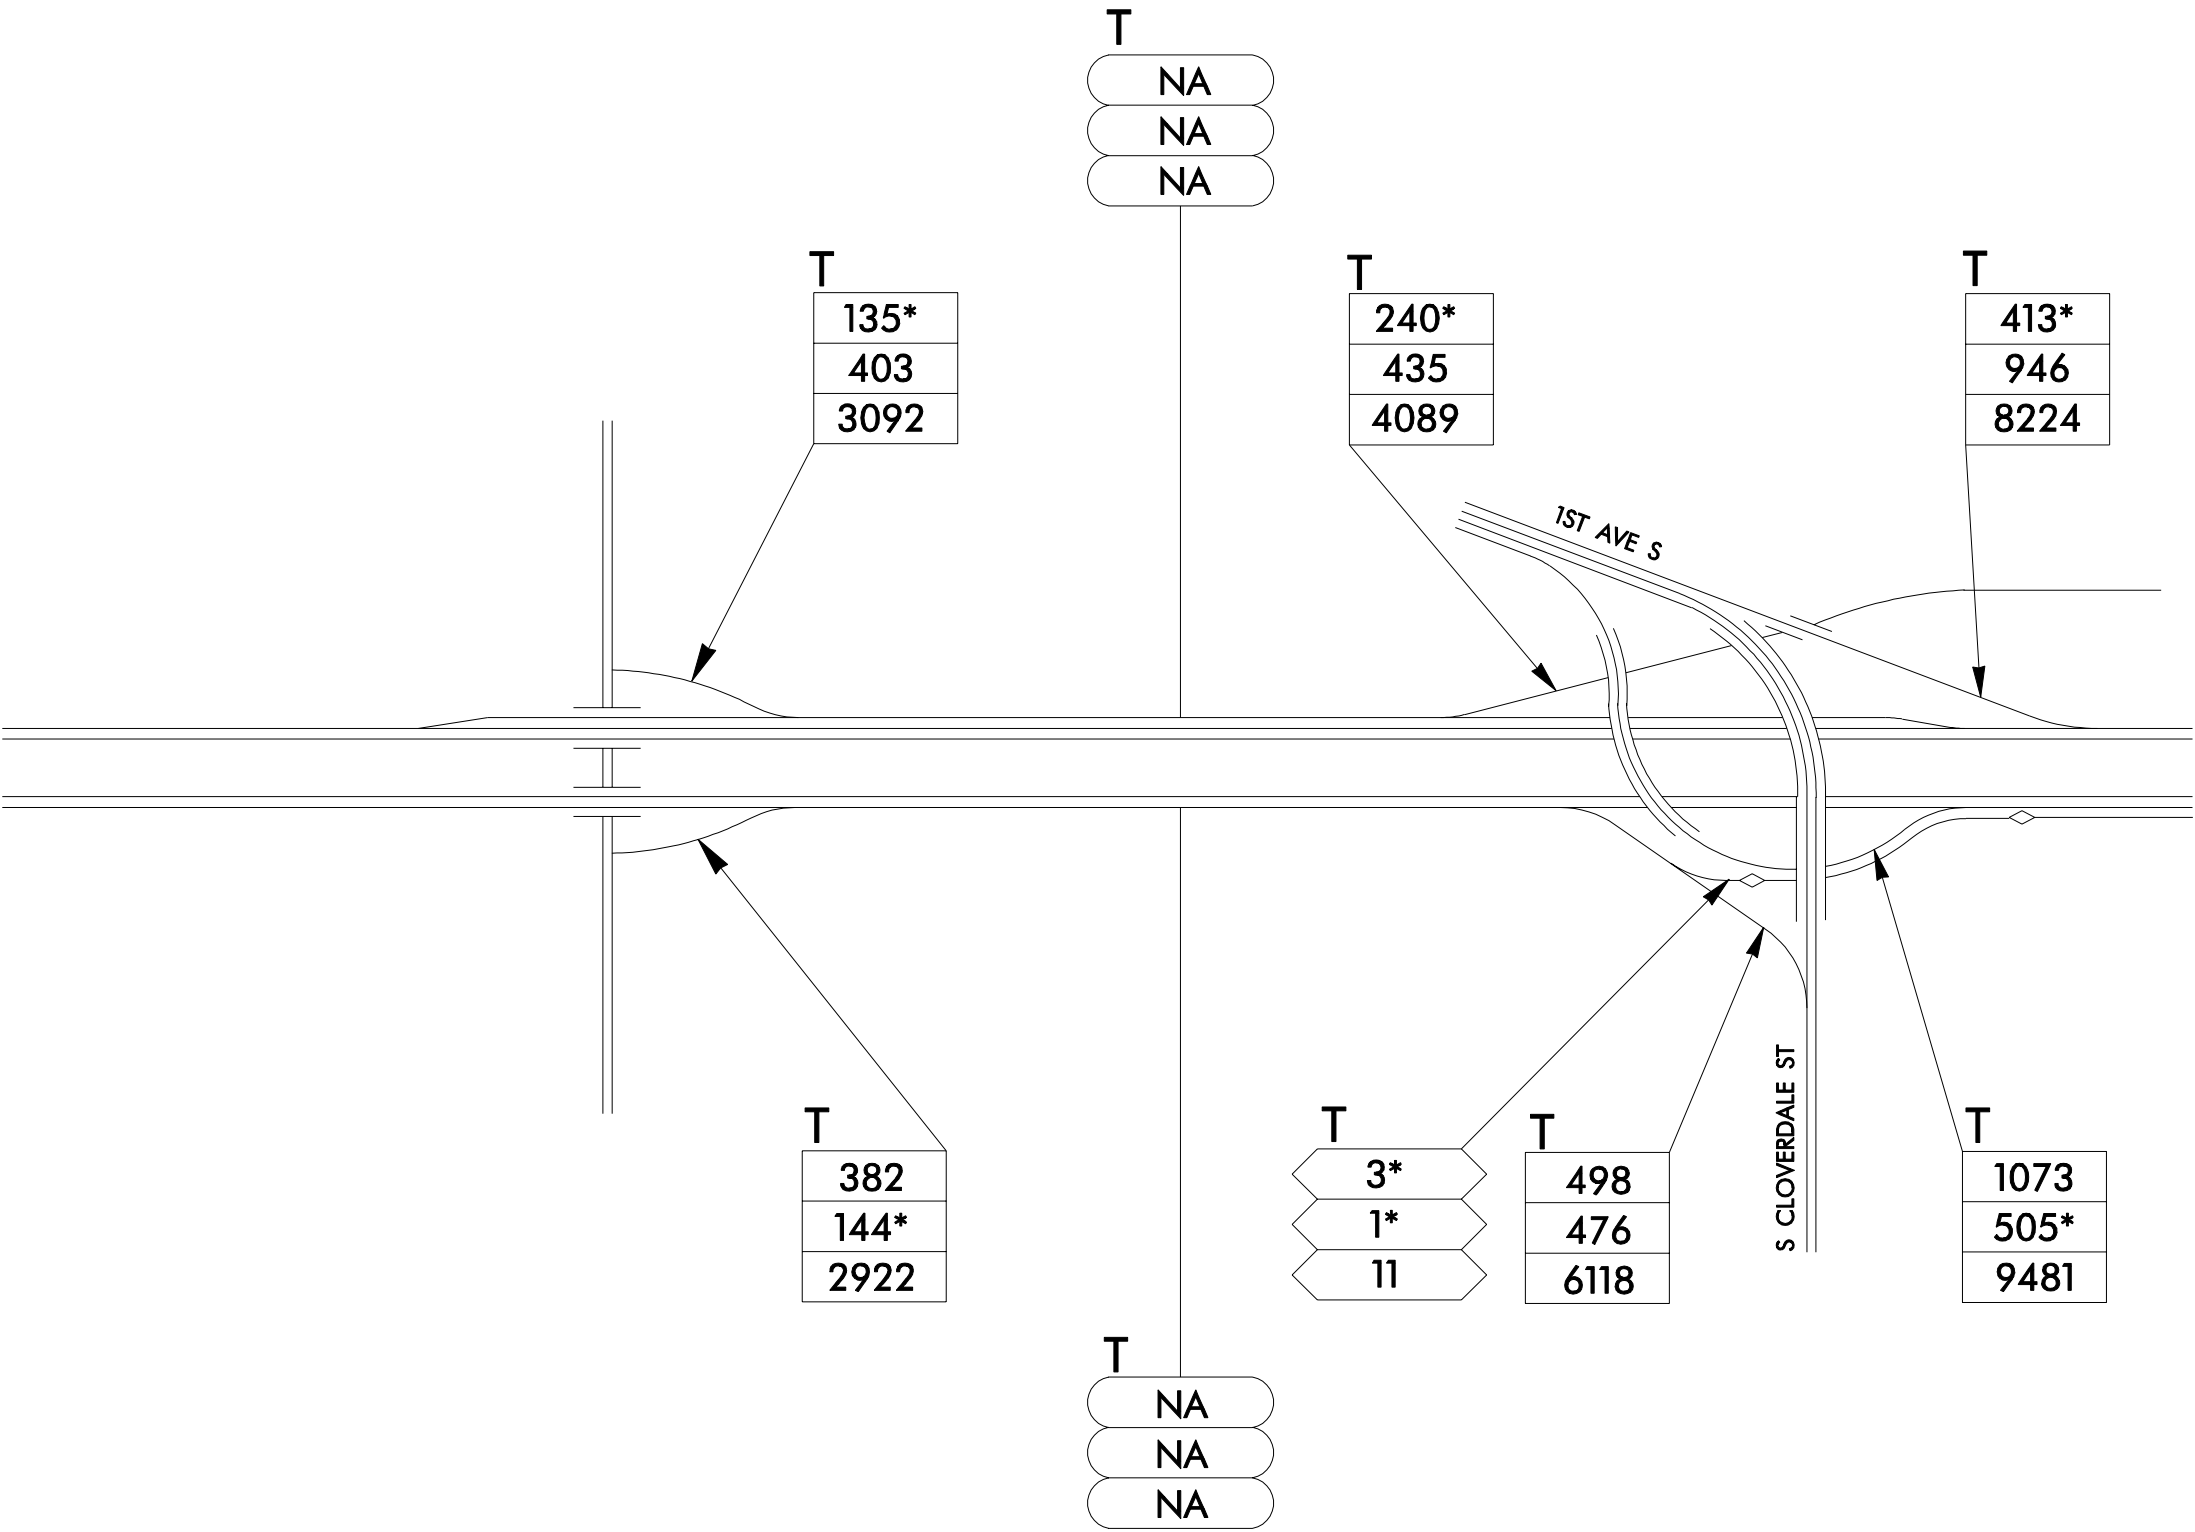 T
NA
NA
NA
T
135*
403
3092
T
240*
435
4089
T
413*
946
8224
1ST AVE S
T
382
144*
2922
T
3*
1*
11
T
498
476
6118
S CLOVERDALE ST
T
1073
505*
9481
T
NA
NA
NA